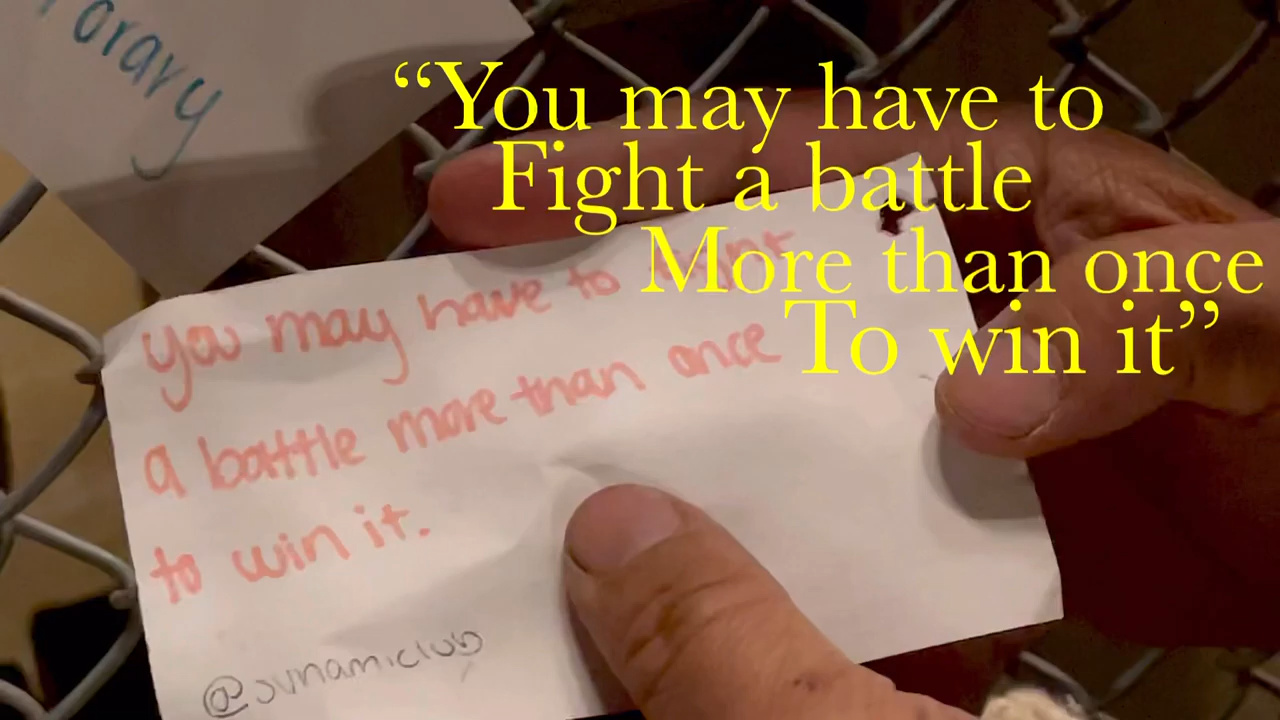 orary
“You may have to
Fight a battle
More than once
To win it”
you may have to
a battle more than once
to win it.